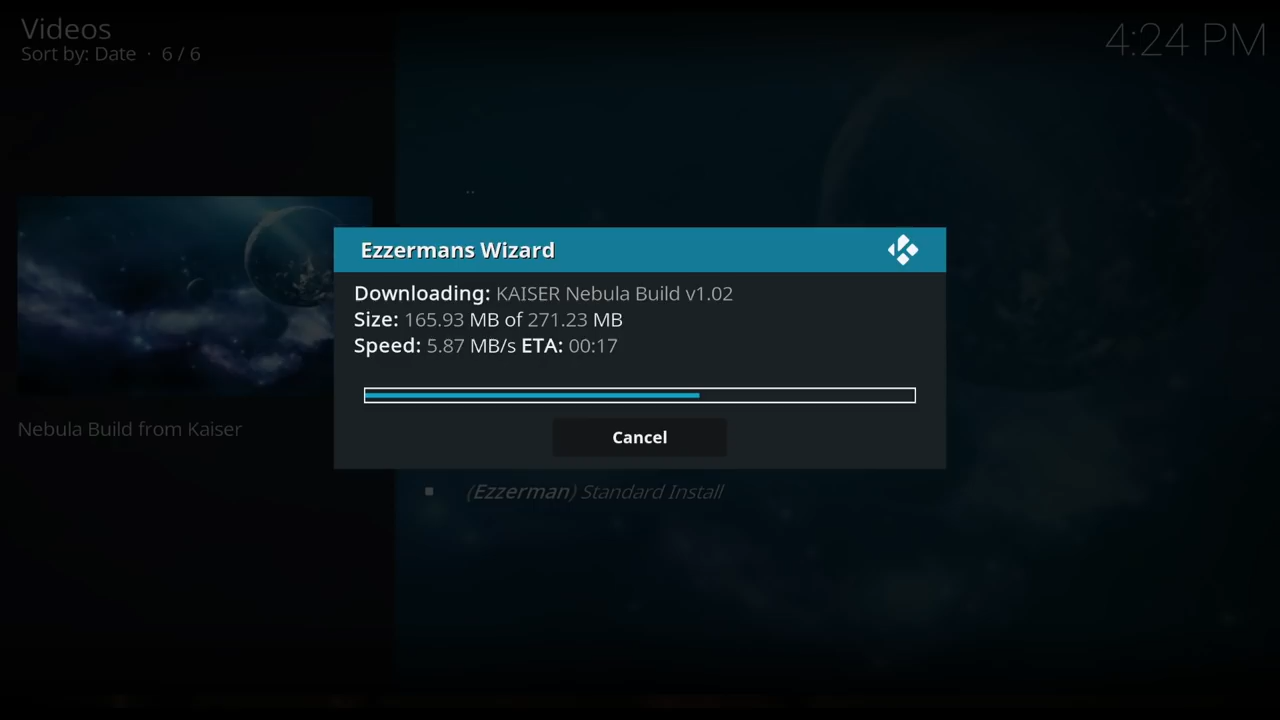 Videos
Sort by: Date · 6 / 6
4:24 PM
..
Ezzermans Wizard
Downloading: KAISER Nebula Build v1.02
Size: 165.93 MB of 271.23 MB
Speed: 5.87 MB/s ETA: 00:17
Cancel
Nebula Build from Kaiser
(Ezzerman) Standard Install